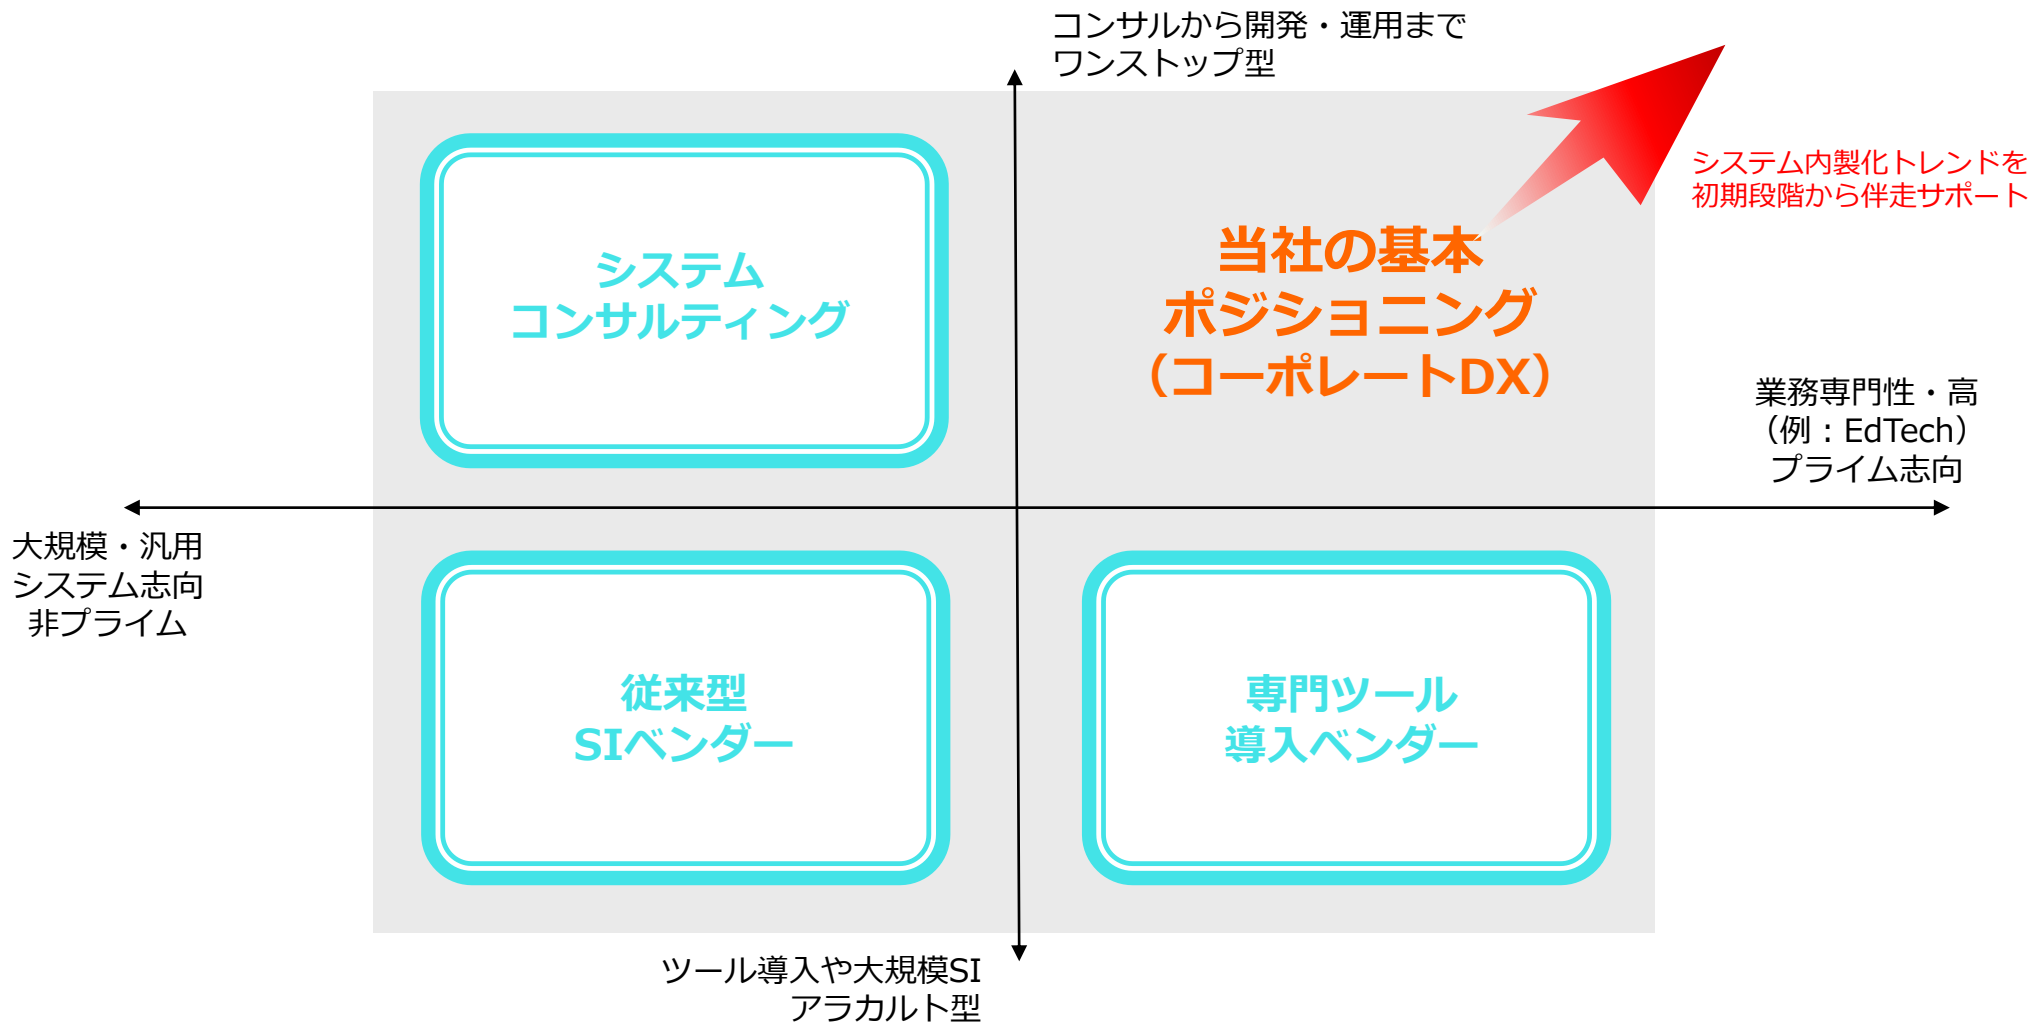 コンサルから開発・運用まで
ワンストップ型
システム内製化トレンドを
初期段階から伴走サポート
システム
コンサルティング
当社の基本
ポジショニング
（コーポレートDX）
業務専門性・高
（例：EdTech）
プライム志向
大規模・汎用
システム志向
非プライム
従来型
SIベンダー
専門ツール
導入ベンダー
ツール導入や大規模SI
アラカルト型